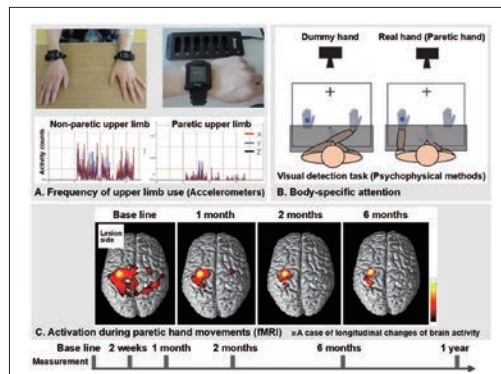 Dummy hand
Real hand (Paretic hand)
Non-paretic upper limb
Paretic upper limb
Activity counts
X
Y
Z
Visual detection task (Psychophysical methods)
A. Frequency of upper limb use (Accelerometers)
B. Body-specific attention
Base line
1 month
2 months
6 months
Lesion side
C. Activation during paretic hand movements (fMRI)
※A case of longitudinal changes of brain activity
Base line
2 weeks
1 month
2 months
6 months
1 year
Measurement